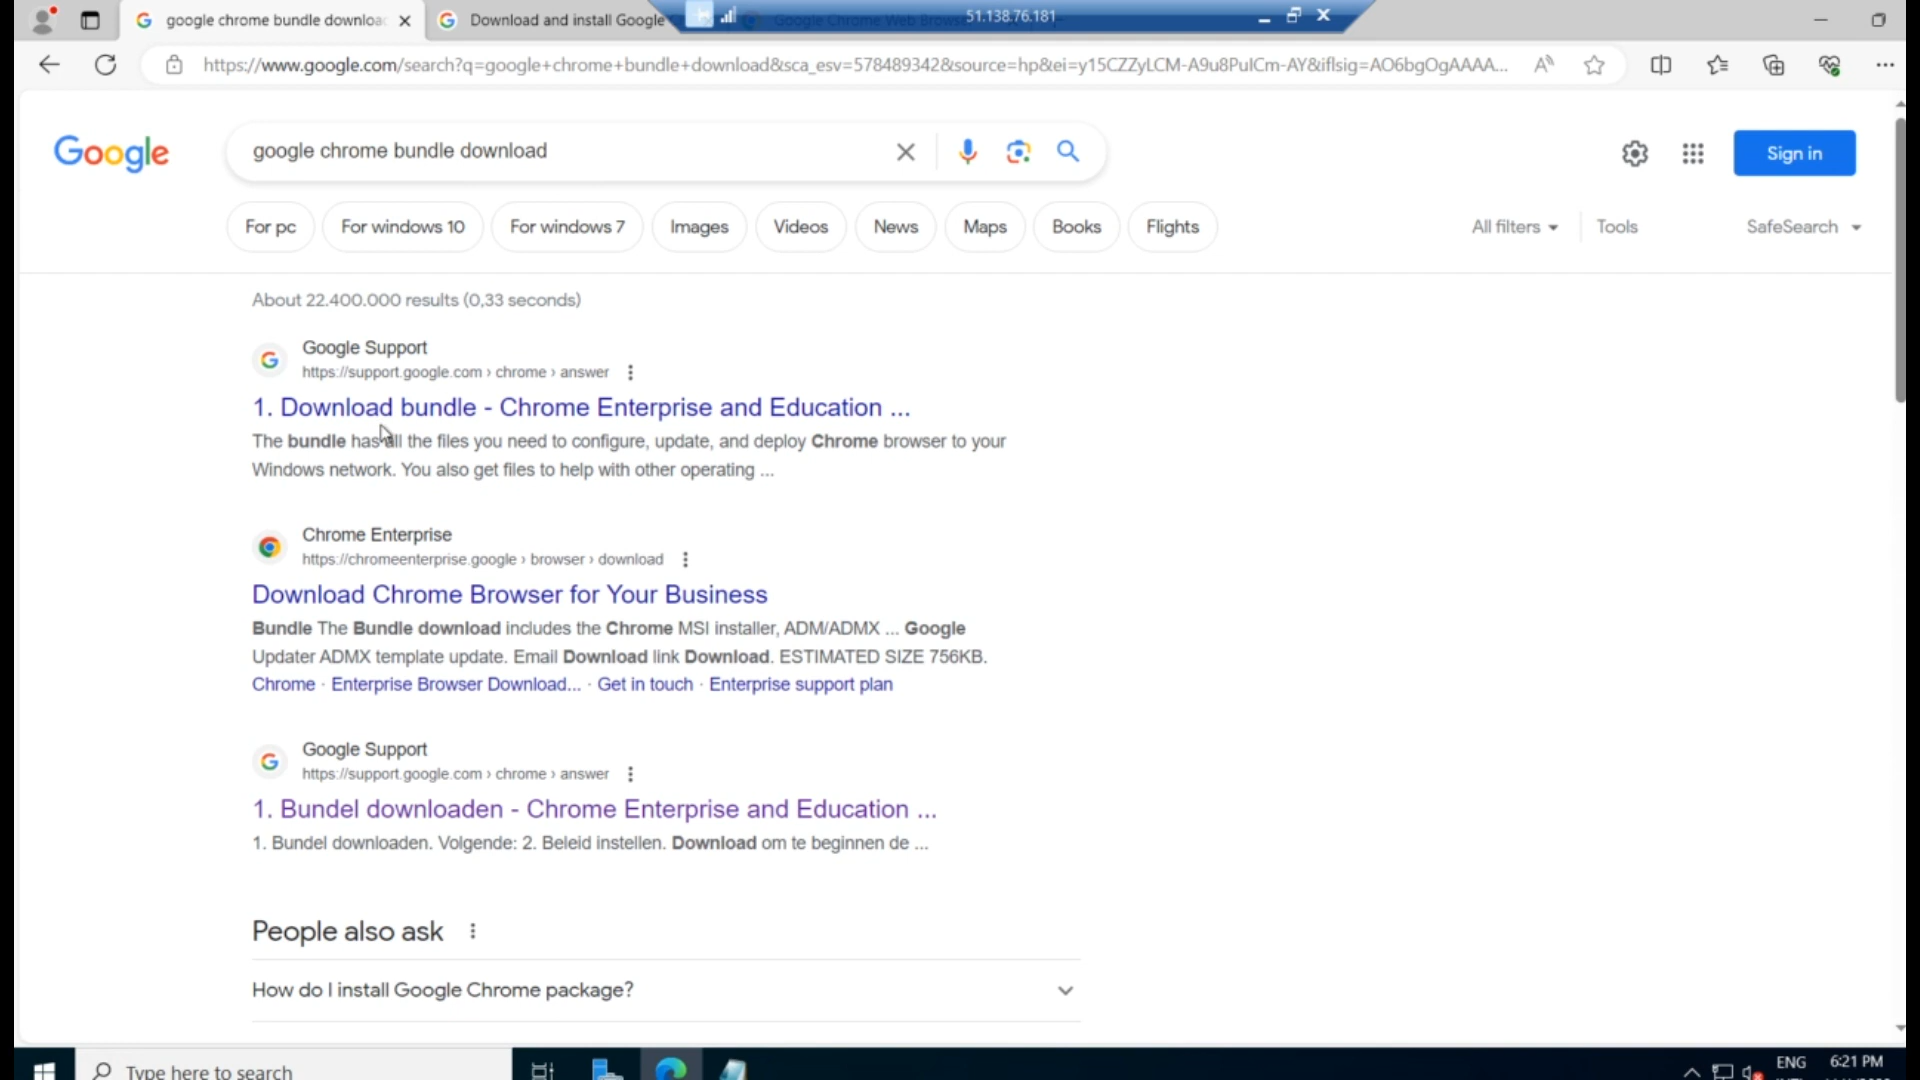 google chrome bundle downloa
Download and install Google
51.138.76.181
Google Chrome Web Browse
https://www.google.com/search?q=google+chrome+bundle+download&sca_esv=578489342&source=hp&ei=y15CZZyLCM-A9u8PuICm-AY&iflsig=AO6bgOgAAAA...
Google
google chrome bundle download
Sign in
For pc
For windows 10
For windows 7
Images
Videos
News
Maps
Books
Flights
All filters
Tools
SafeSearch
About 22.400.000 results (0,33 seconds)
Google Support
https://support.google.com › chrome › answer
1. Download bundle - Chrome Enterprise and Education ...
The bundle has all the files you need to configure, update, and deploy Chrome browser to your
Windows network. You also get files to help with other operating ...
Chrome Enterprise
https://chromeenterprise.google › browser › download
Download Chrome Browser for Your Business
Bundle The Bundle download includes the Chrome MSI installer, ADM/ADMX ... Google
Updater ADMX template update. Email Download link Download. ESTIMATED SIZE 756KB.
Chrome · Enterprise Browser Download... · Get in touch · Enterprise support plan
Google Support
https://support.google.com › chrome › answer
1. Bundel downloaden - Chrome Enterprise and Education ...
1. Bundel downloaden. Volgende: 2. Beleid instellen. Download om te beginnen de ...
People also ask
How do I install Google Chrome package?
Type here to search
ENG
6:21 PM